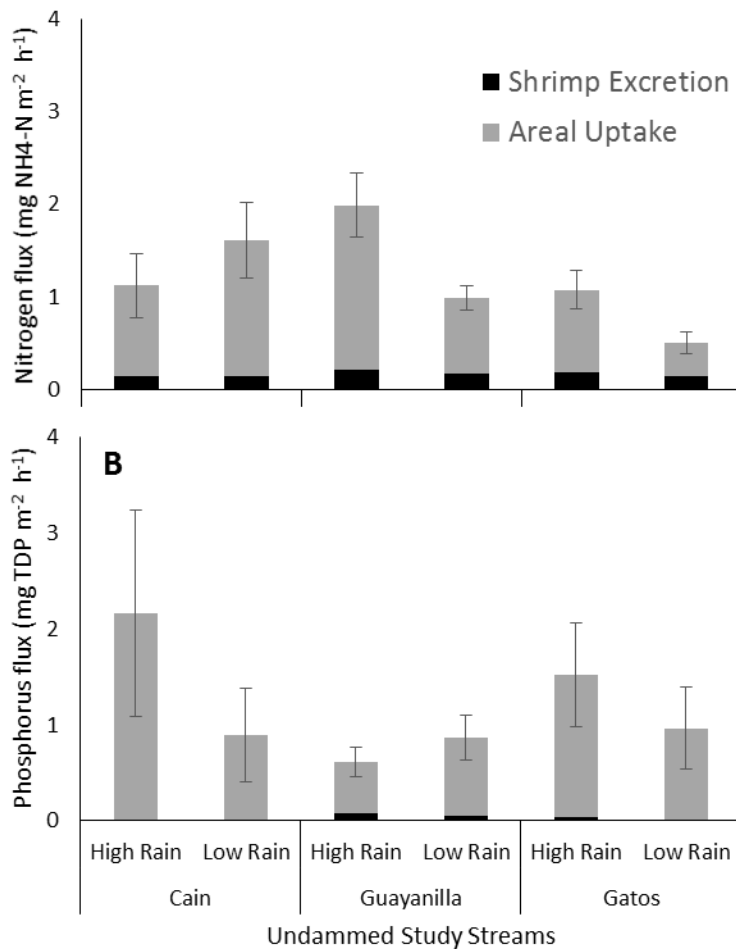 4
3
2
1
0
Nitrogen flux (mg NH4-N m⁻² h⁻¹)
Shrimp Excretion
Areal Uptake
B
4
3
2
1
0
Phosphorus flux (mg TDP m⁻² h⁻¹)
High Rain Low Rain High Rain Low Rain High Rain Low Rain
Cain Guayanilla Gatos
Undammed Study Streams